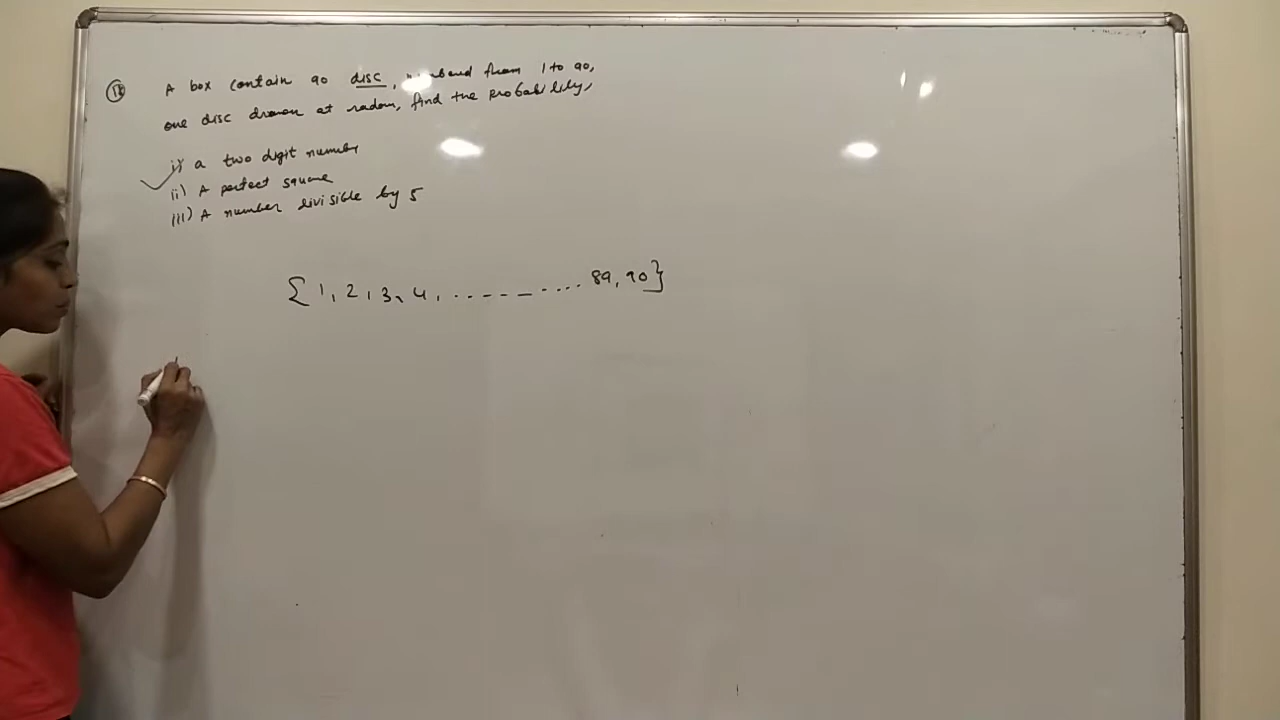 18 A box contain 90 disc, numbered from 1 to 90,
one disc drawn at radom, find the probability,
i) a two digit number
ii) A perfect square
iii) A number divisible by 5
{1, 2, 3, 4, ........... 89, 90}